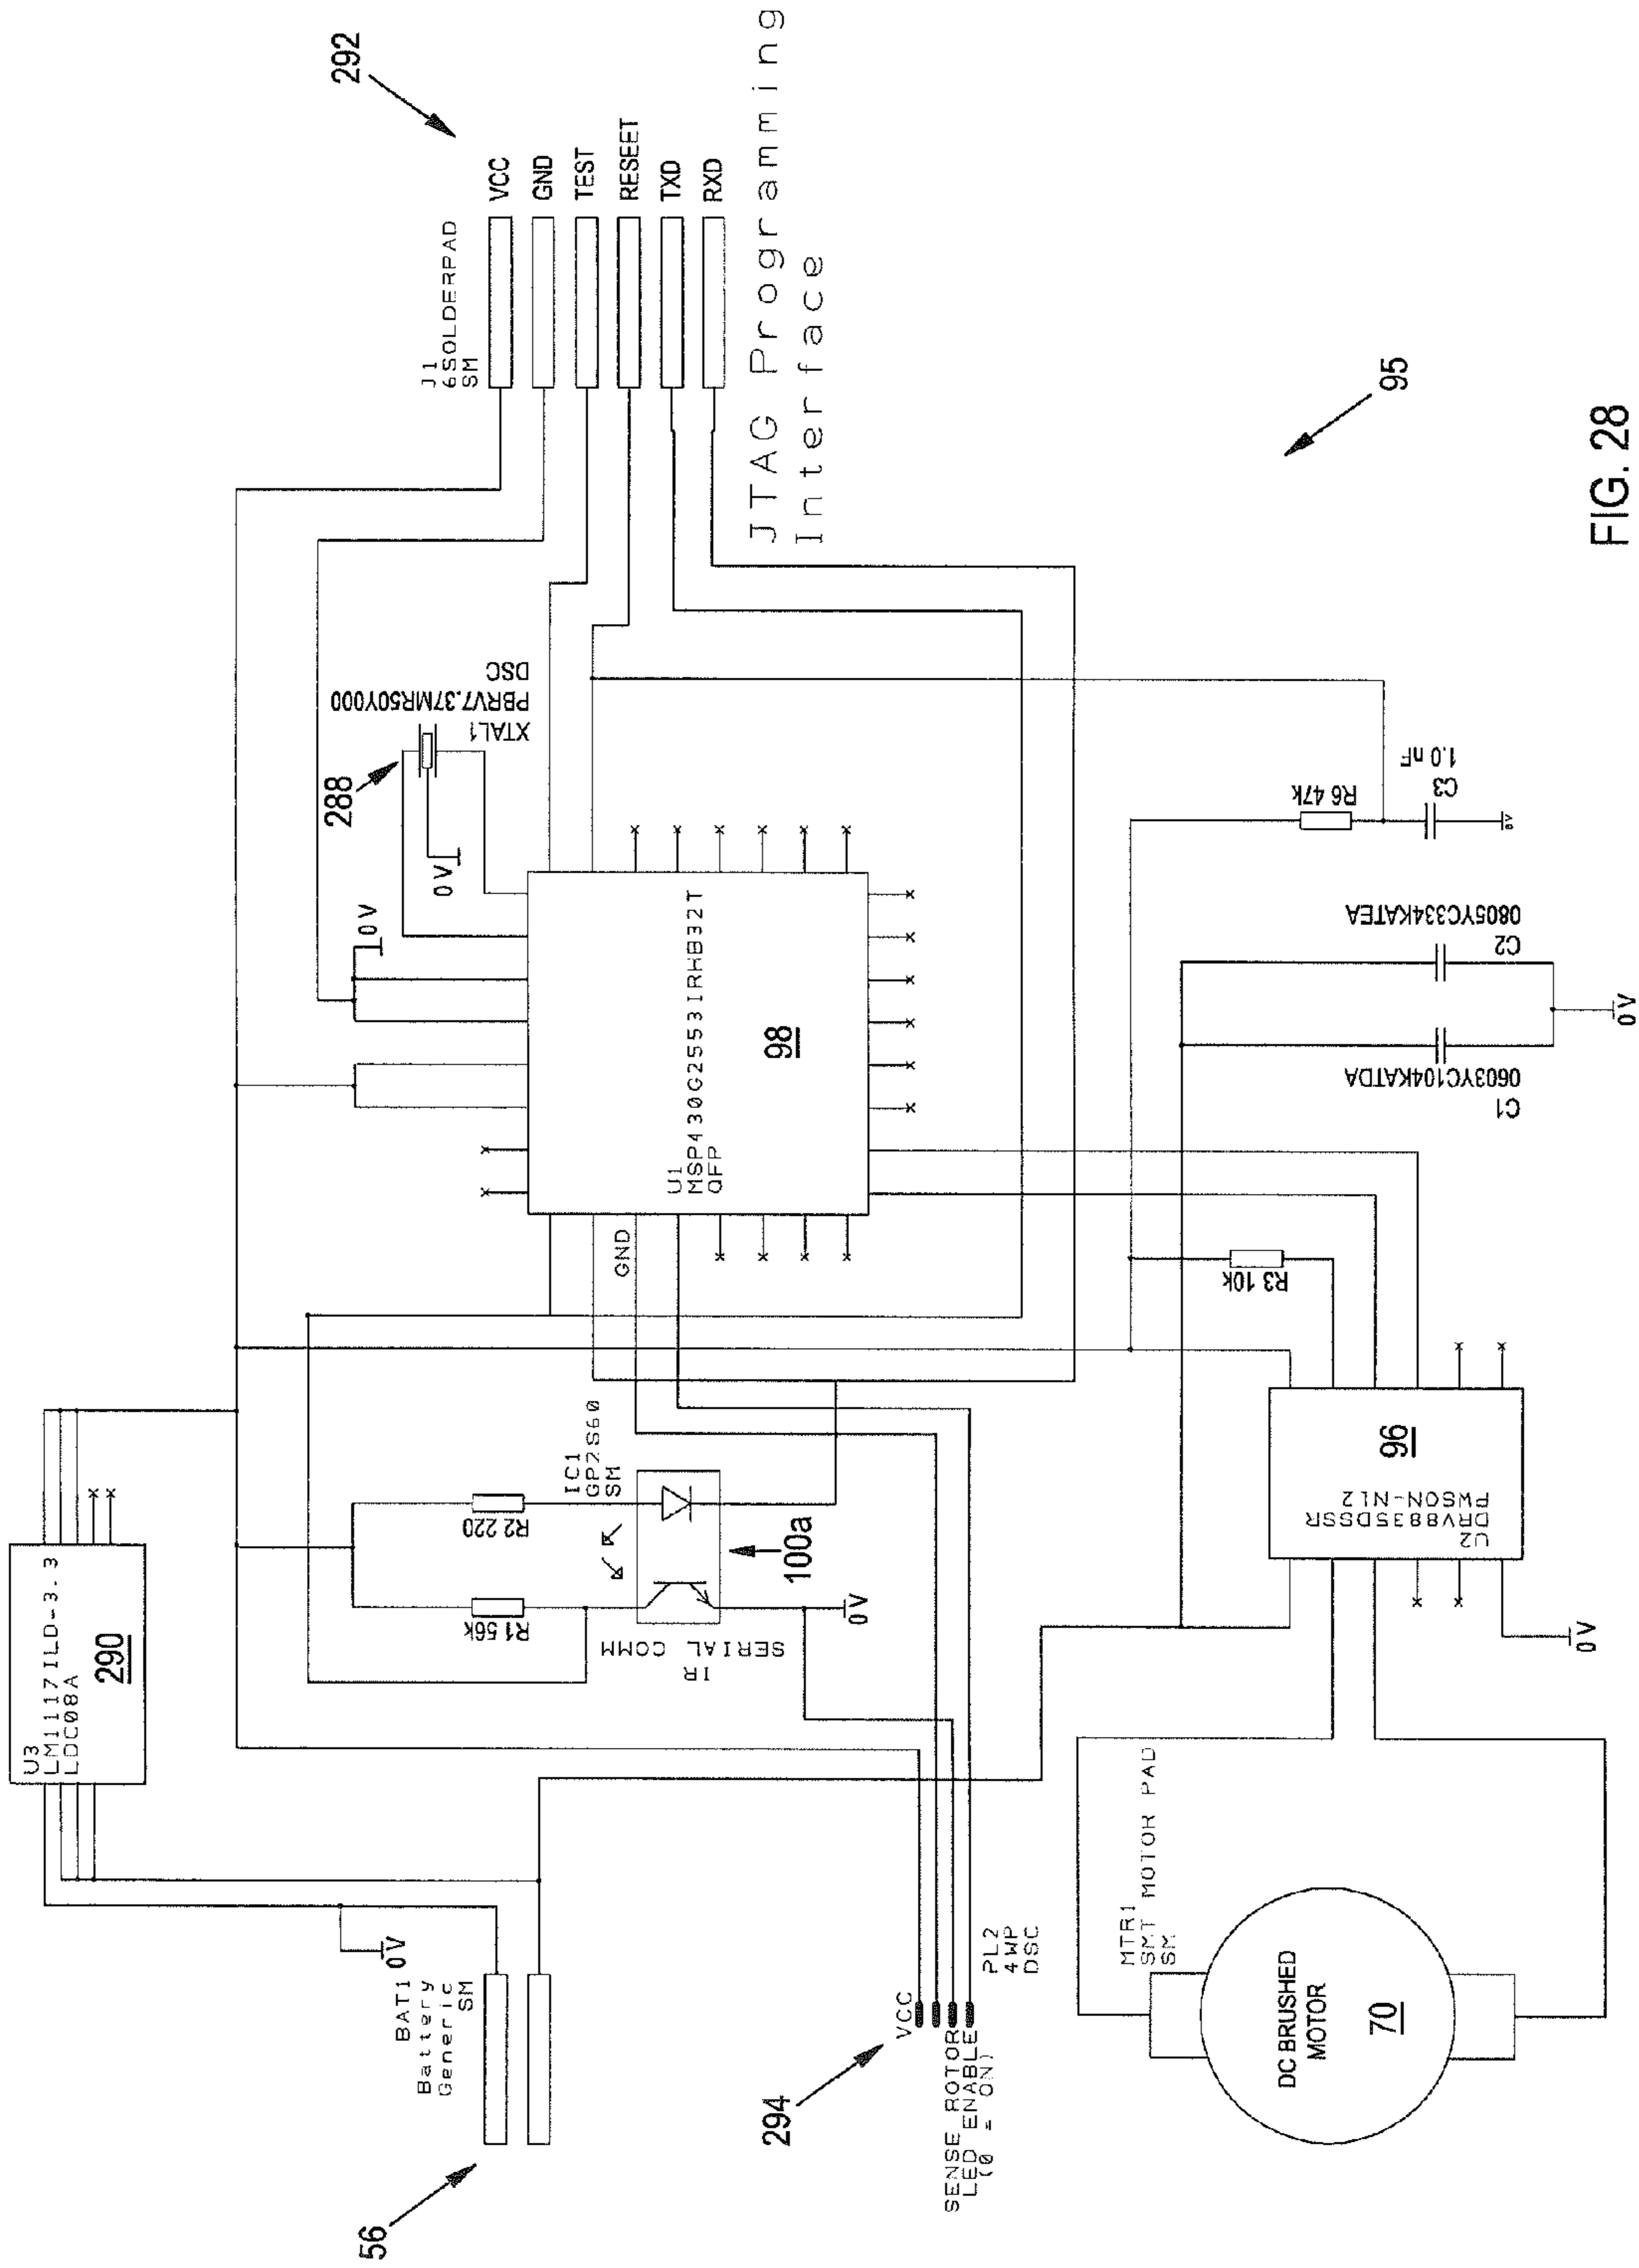 292
J1
6SOLDERPAD
SM
VCC
GND
TEST
RESEET
TXD
RXD
JTAG Programming
Interface
288
XTAL1
PBRV7.37MR50Y000
DSC
0V
0V
U3
LM1117ILD-3.3
LDC08A
290
BAT1
Battery
Generic
SM
0V
56
R1 56k
R2 220
IC1
GP2S60
SM
IR
SERIAL COMM
100a
0V
GND
U1
MSP430G2553IRHB32T
QFP
98
294
VCC
SENSE ROTOR
LED ENABLE
(0 = ON)
PL2
4WP
DSC
MTR1
SMT MOTOR PAD
SM
DC BRUSHED
MOTOR
70
U2
DRV8835DSSR
PWSON-NL2
96
0V
R3 10k
R6 47k
C3
1.0 nF
0V
C1
0603YC104KATDA
C2
0805YC334KATEA
0V
95
FIG. 28